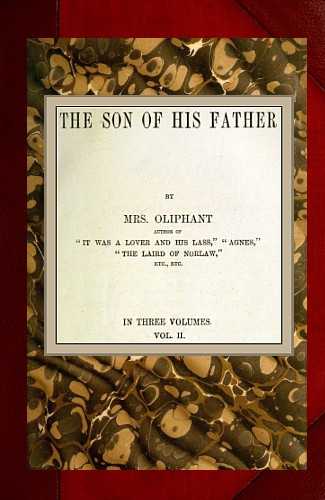 THE SON OF HIS FATHER
BY
MRS. OLIPHANT
AUTHOR OF
“IT WAS A LOVER AND HIS LASS,” “AGNES,”
“THE LAIRD OF NORLAW,”
ETC., ETC.
IN THREE VOLUMES.
VOL. II.